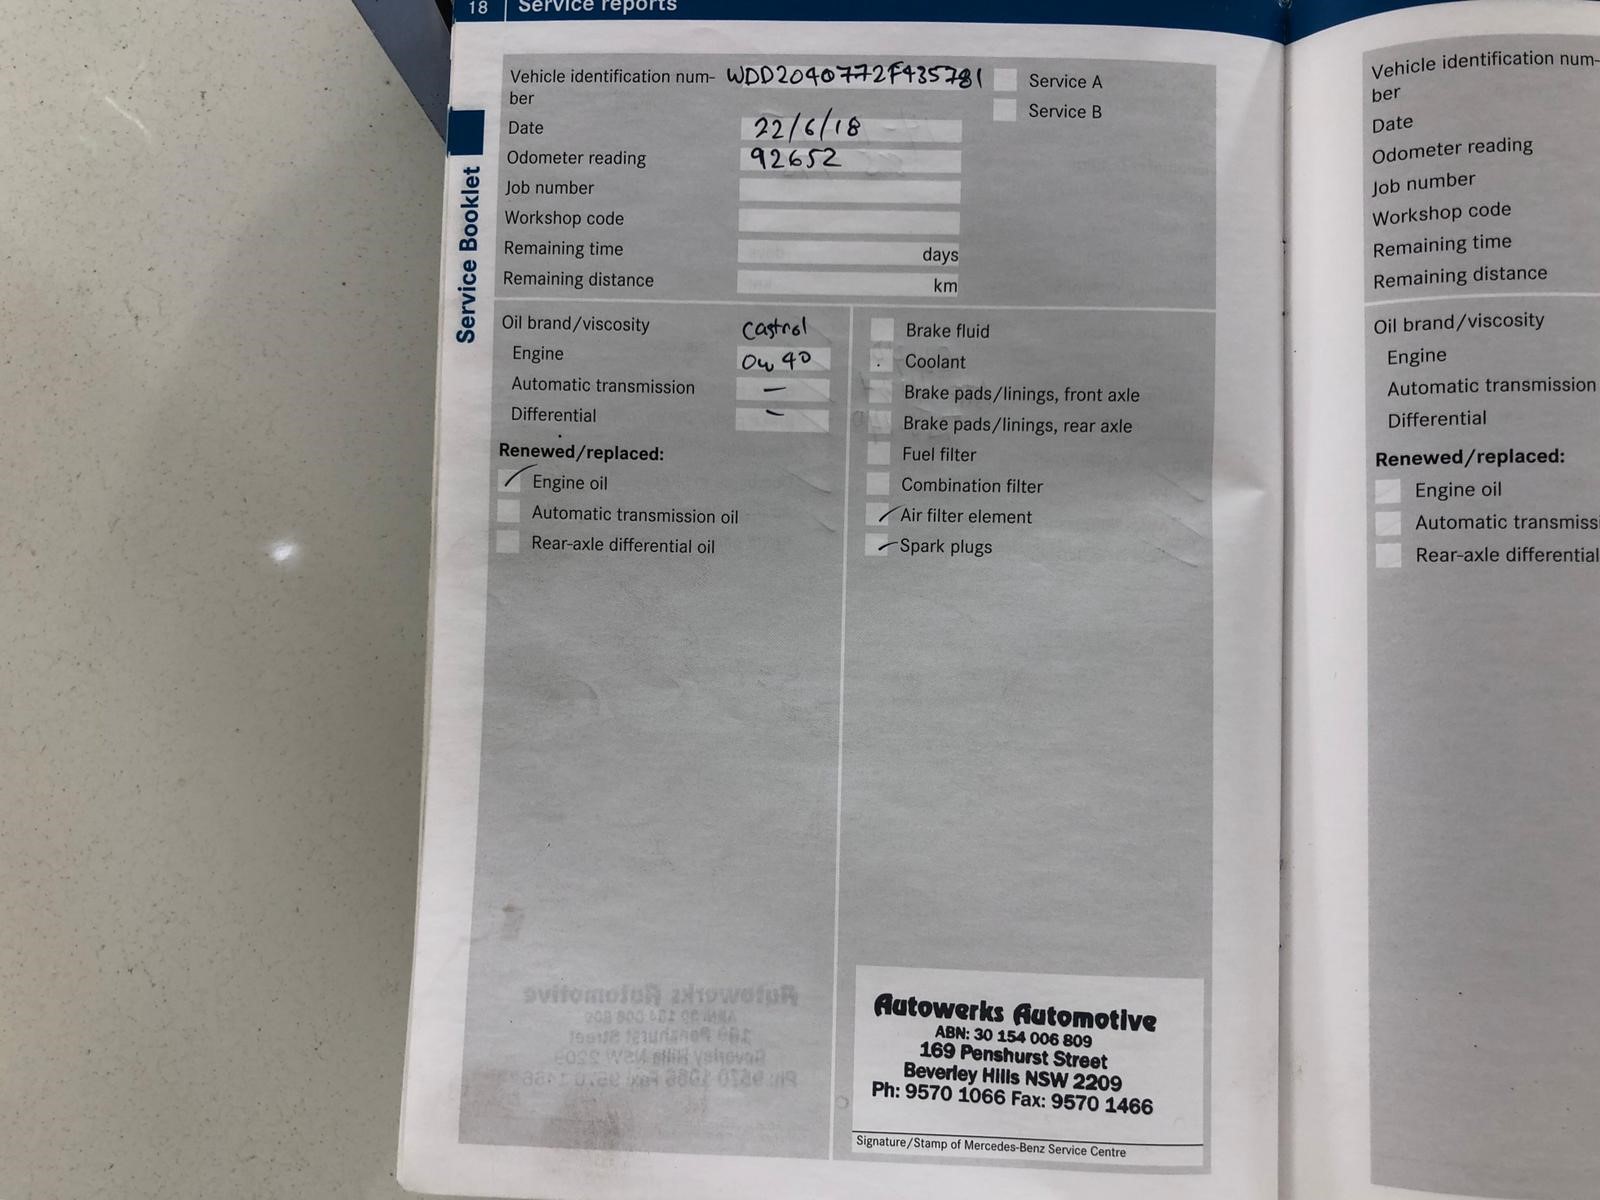 18 Service reports
Service Booklet
Vehicle identification num- WDD2040772F435781
ber
Date 22/6/18
Odometer reading 92652
Job number
Workshop code
Remaining time days
Remaining distance km
Service A
Service B
Oil brand/viscosity Castrol
Engine 0w 40
Automatic transmission –
Differential –
Renewed/replaced:
Engine oil
Automatic transmission oil
Rear-axle differential oil
Brake fluid
Coolant
Brake pads/linings, front axle
Brake pads/linings, rear axle
Fuel filter
Combination filter
Air filter element
Spark plugs
Autowerks Automotive
ABN: 30 154 006 809
169 Penshurst Street
Beverley Hills NSW 2209
Ph: 9570 1066 Fax: 9570 1466
Signature/Stamp of Mercedes-Benz Service Centre
Vehicle identification num-
ber
Date
Odometer reading
Job number
Workshop code
Remaining time
Remaining distance
Oil brand/viscosity
Engine
Automatic transmission
Differential
Renewed/replaced:
Engine oil
Automatic transmissi
Rear-axle differential